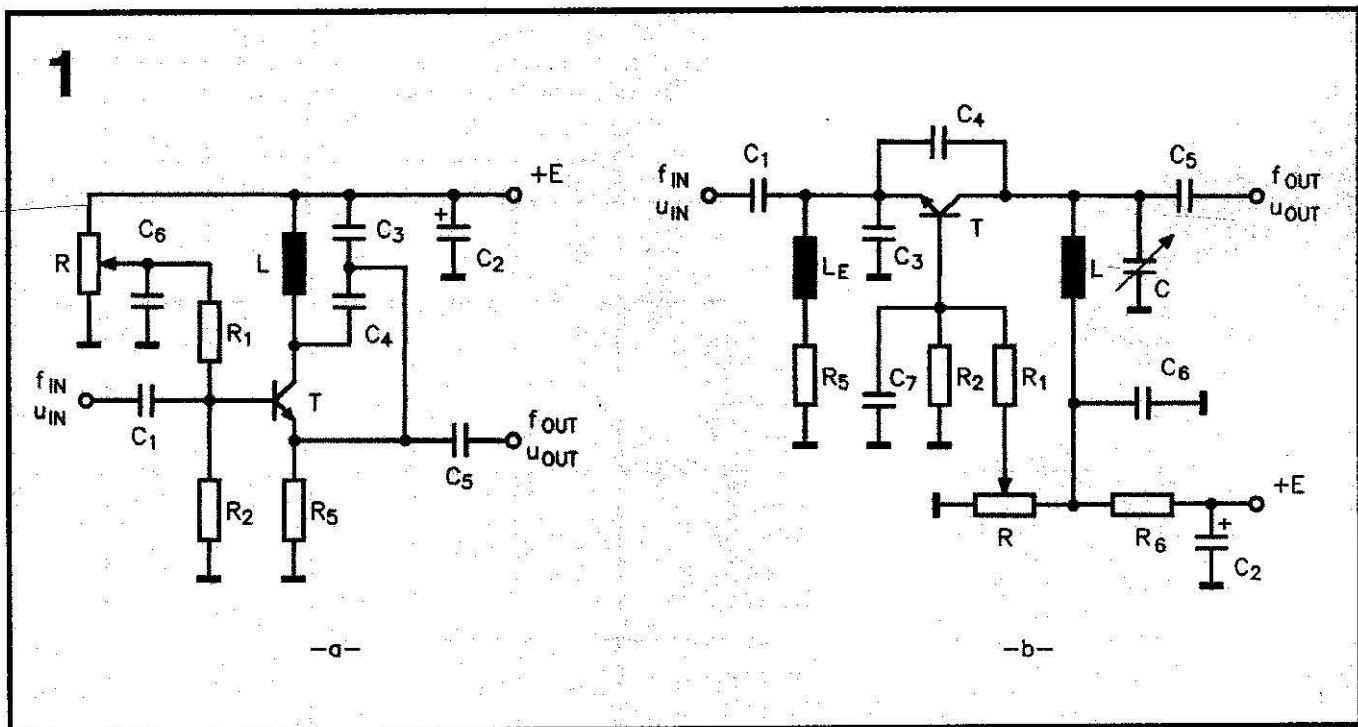 1
+E
C6
C3
R
L
C2
C4
R1
fIN
uIN
T
C1
fOUT
uOUT
C5
R2
R5
-a-
C4
C1
C5
fIN
uIN
fOUT
uOUT
T
C3
LE
L
C
R5
C7
R2
R1
C6
+E
R
R6
C2
-b-